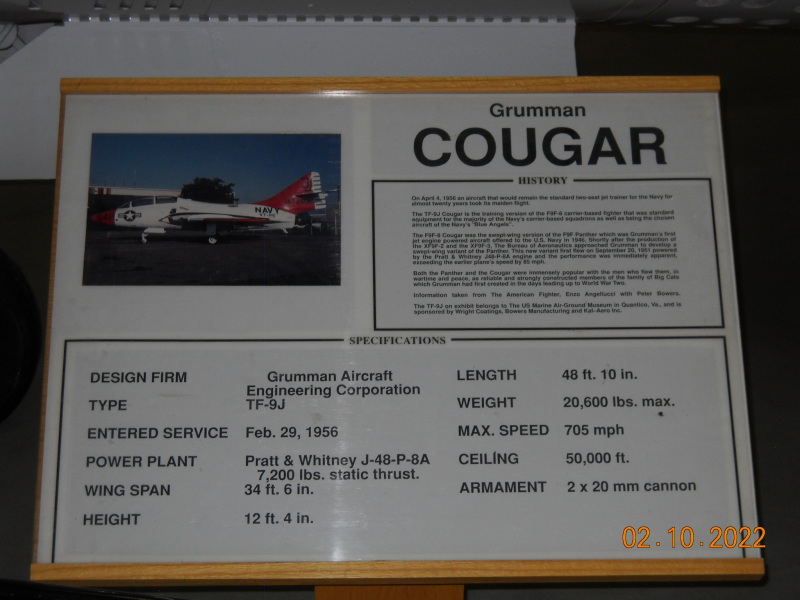 Grumman
COUGAR
HISTORY
On April 4, 1956 an aircraft that would remain the standard two-seat jet trainer for the Navy for
almost twenty years took its maiden flight.
The TF-9J Cougar is the training version of the F9F-6 carrier-based fighter that was standard
equipment for the majority of the Navy's carrier-based squadrons as well as being the chosen
aircraft of the Navy's "Blue Angels".
The F9F-6 Cougar was the swept-wing version of the F9F Panther which was Grumman's first
jet engine powered aircraft offered to the U.S. Navy in 1946. Shortly after the production of
the XF9F-2 and the XF9F-3, The Bureau of Aeronautics approached Grumman to develop a
swept-wing variant of the Panther. This new variant first flew on September 20, 1951 powered
by the Pratt & Whitney J48-P-8A engine and the performance was immediately apparent,
exceeding the earlier plane's speed by 65 mph.
Both the Panther and the Cougar were immensely popular with the men who flew them, in
wartime and peace, as reliable and strongly constructed members of the family of Big Cats
which Grumman had first created in the days leading up to World War Two.
Information taken from The American Fighter, Enzo Angellucci with Peter Bowers.
The TF-9J on exhibit belongs to The US Marine Air-Ground Museum in Quantico, Va., and is
sponsored by Wright Coatings, Bowers Manufacturing and Kal-Aero Inc.
NAVY
SPECIFICATIONS
DESIGN FIRM Grumman Aircraft
Engineering Corporation
TYPE TF-9J
ENTERED SERVICE Feb. 29, 1956
POWER PLANT Pratt & Whitney J-48-P-8A
7,200 lbs. static thrust.
WING SPAN 34 ft. 6 in.
HEIGHT 12 ft. 4 in.
LENGTH 48 ft. 10 in.
WEIGHT 20,600 lbs. max.
MAX. SPEED 705 mph
CEILING 50,000 ft.
ARMAMENT 2 x 20 mm cannon
02.10.2022